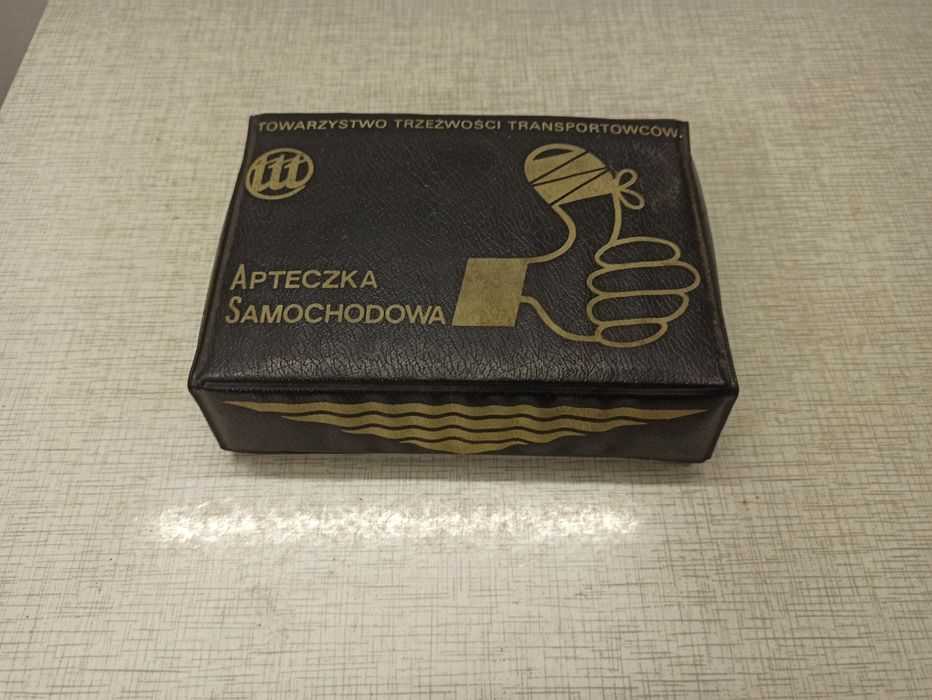 TOWARZYSTWO TRZEŹWOŚCI TRANSPORTOWCÓW.
ttt
APTECZKA
SAMOCHODOWA